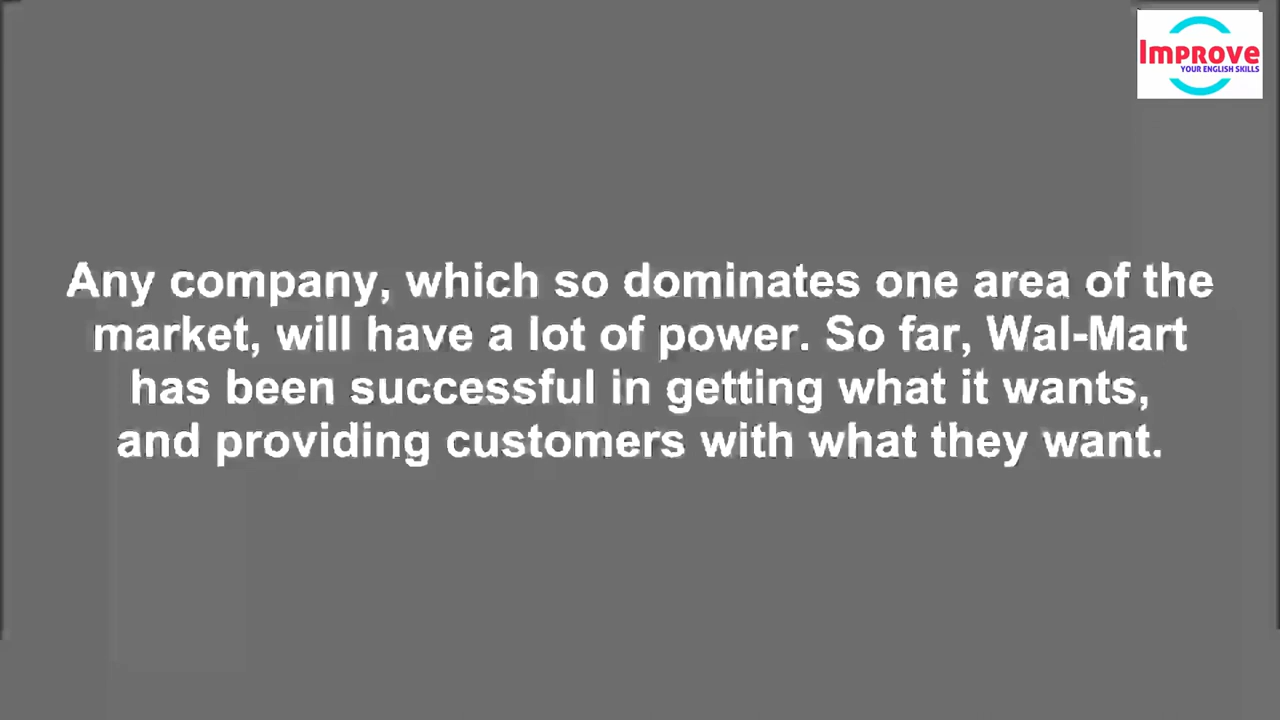 Improve
YOUR ENGLISH SKILLS
Any company, which so dominates one area of the
market, will have a lot of power. So far, Wal-Mart
has been successful in getting what it wants,
and providing customers with what they want.